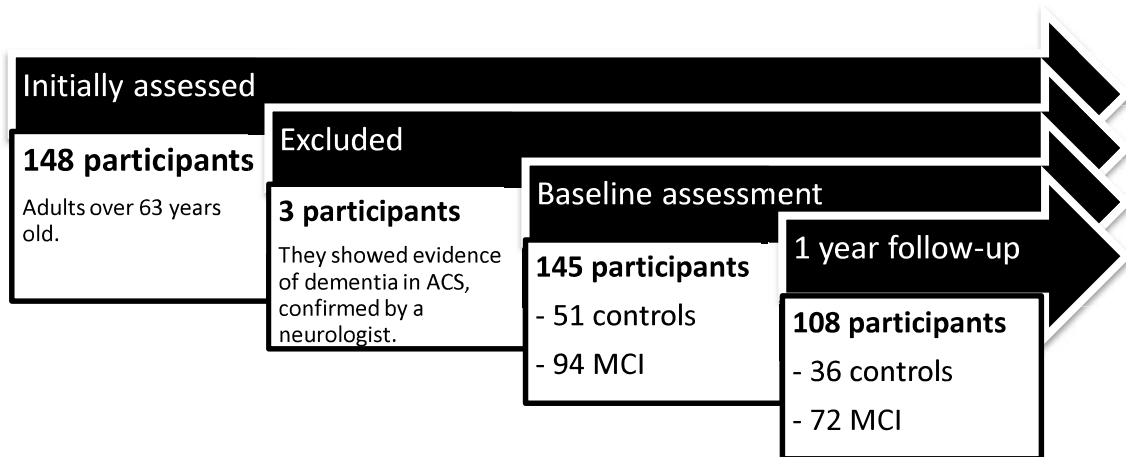 Initially assessed
148 participants
Adults over 63 years
old.
Excluded
3 participants
They showed evidence
of dementia in ACS,
confirmed by a
neurologist.
Baseline assessment
145 participants
- 51 controls
- 94 MCI
1 year follow-up
108 participants
- 36 controls
- 72 MCI